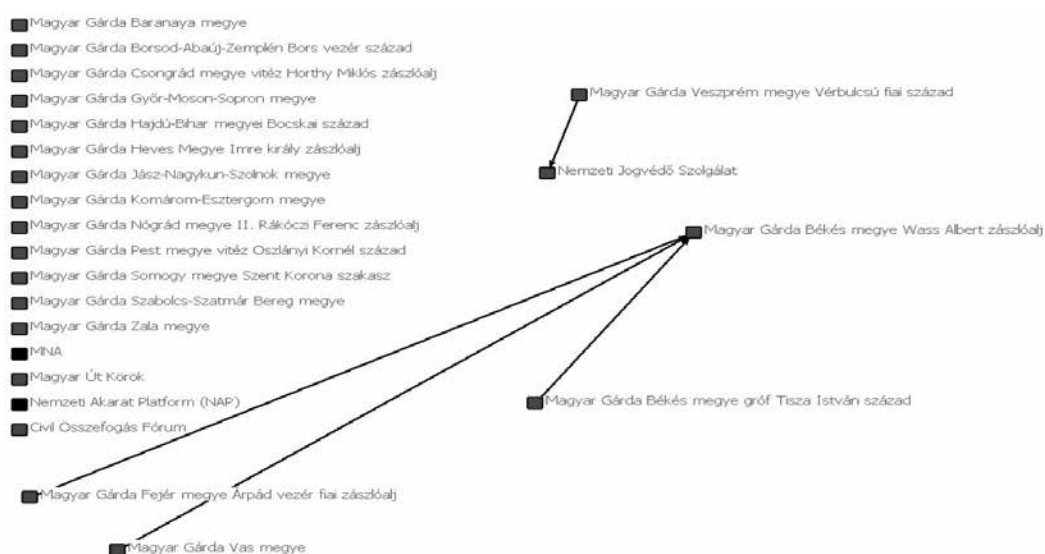 Magyar Gárda Baranaya megye
Magyar Gárda Borsod-Abaúj-Zemplén Bors vezér század
Magyar Gárda Csongrád megye vitéz Horthy Miklós zászlóalj
Magyar Gárda Győr-Moson-Sopron megye
Magyar Gárda Hajdú-Bihar megyei Bocskai század
Magyar Gárda Heves Megye Imre király zászlóalj
Magyar Gárda Jász-Nagykun-Szolnok megye
Magyar Gárda Komárom-Esztergom megye
Magyar Gárda Nógrád megye II. Rákóczi Ferenc zászlóalj
Magyar Gárda Pest megye vitéz Oszlányi Kornél század
Magyar Gárda Somogy megye Szent Korona szakasz
Magyar Gárda Szabolcs-Szatmár Bereg megye
Magyar Gárda Zala megye
MNA
Magyar Út Körök
Nemzeti Akarat Platform (NAP)
Civil Összefogás Fórum
Magyar Gárda Veszprém megye Vérbulcsú fiai század
Nemzeti Jogvédő Szolgálat
Magyar Gárda Békés megye Wass Albert zászlóalj
Magyar Gárda Békés megye gróf Tisza István század
Magyar Gárda Fejér megye Árpád vezér fiai zászlóalj
Magyar Gárda Vas megye